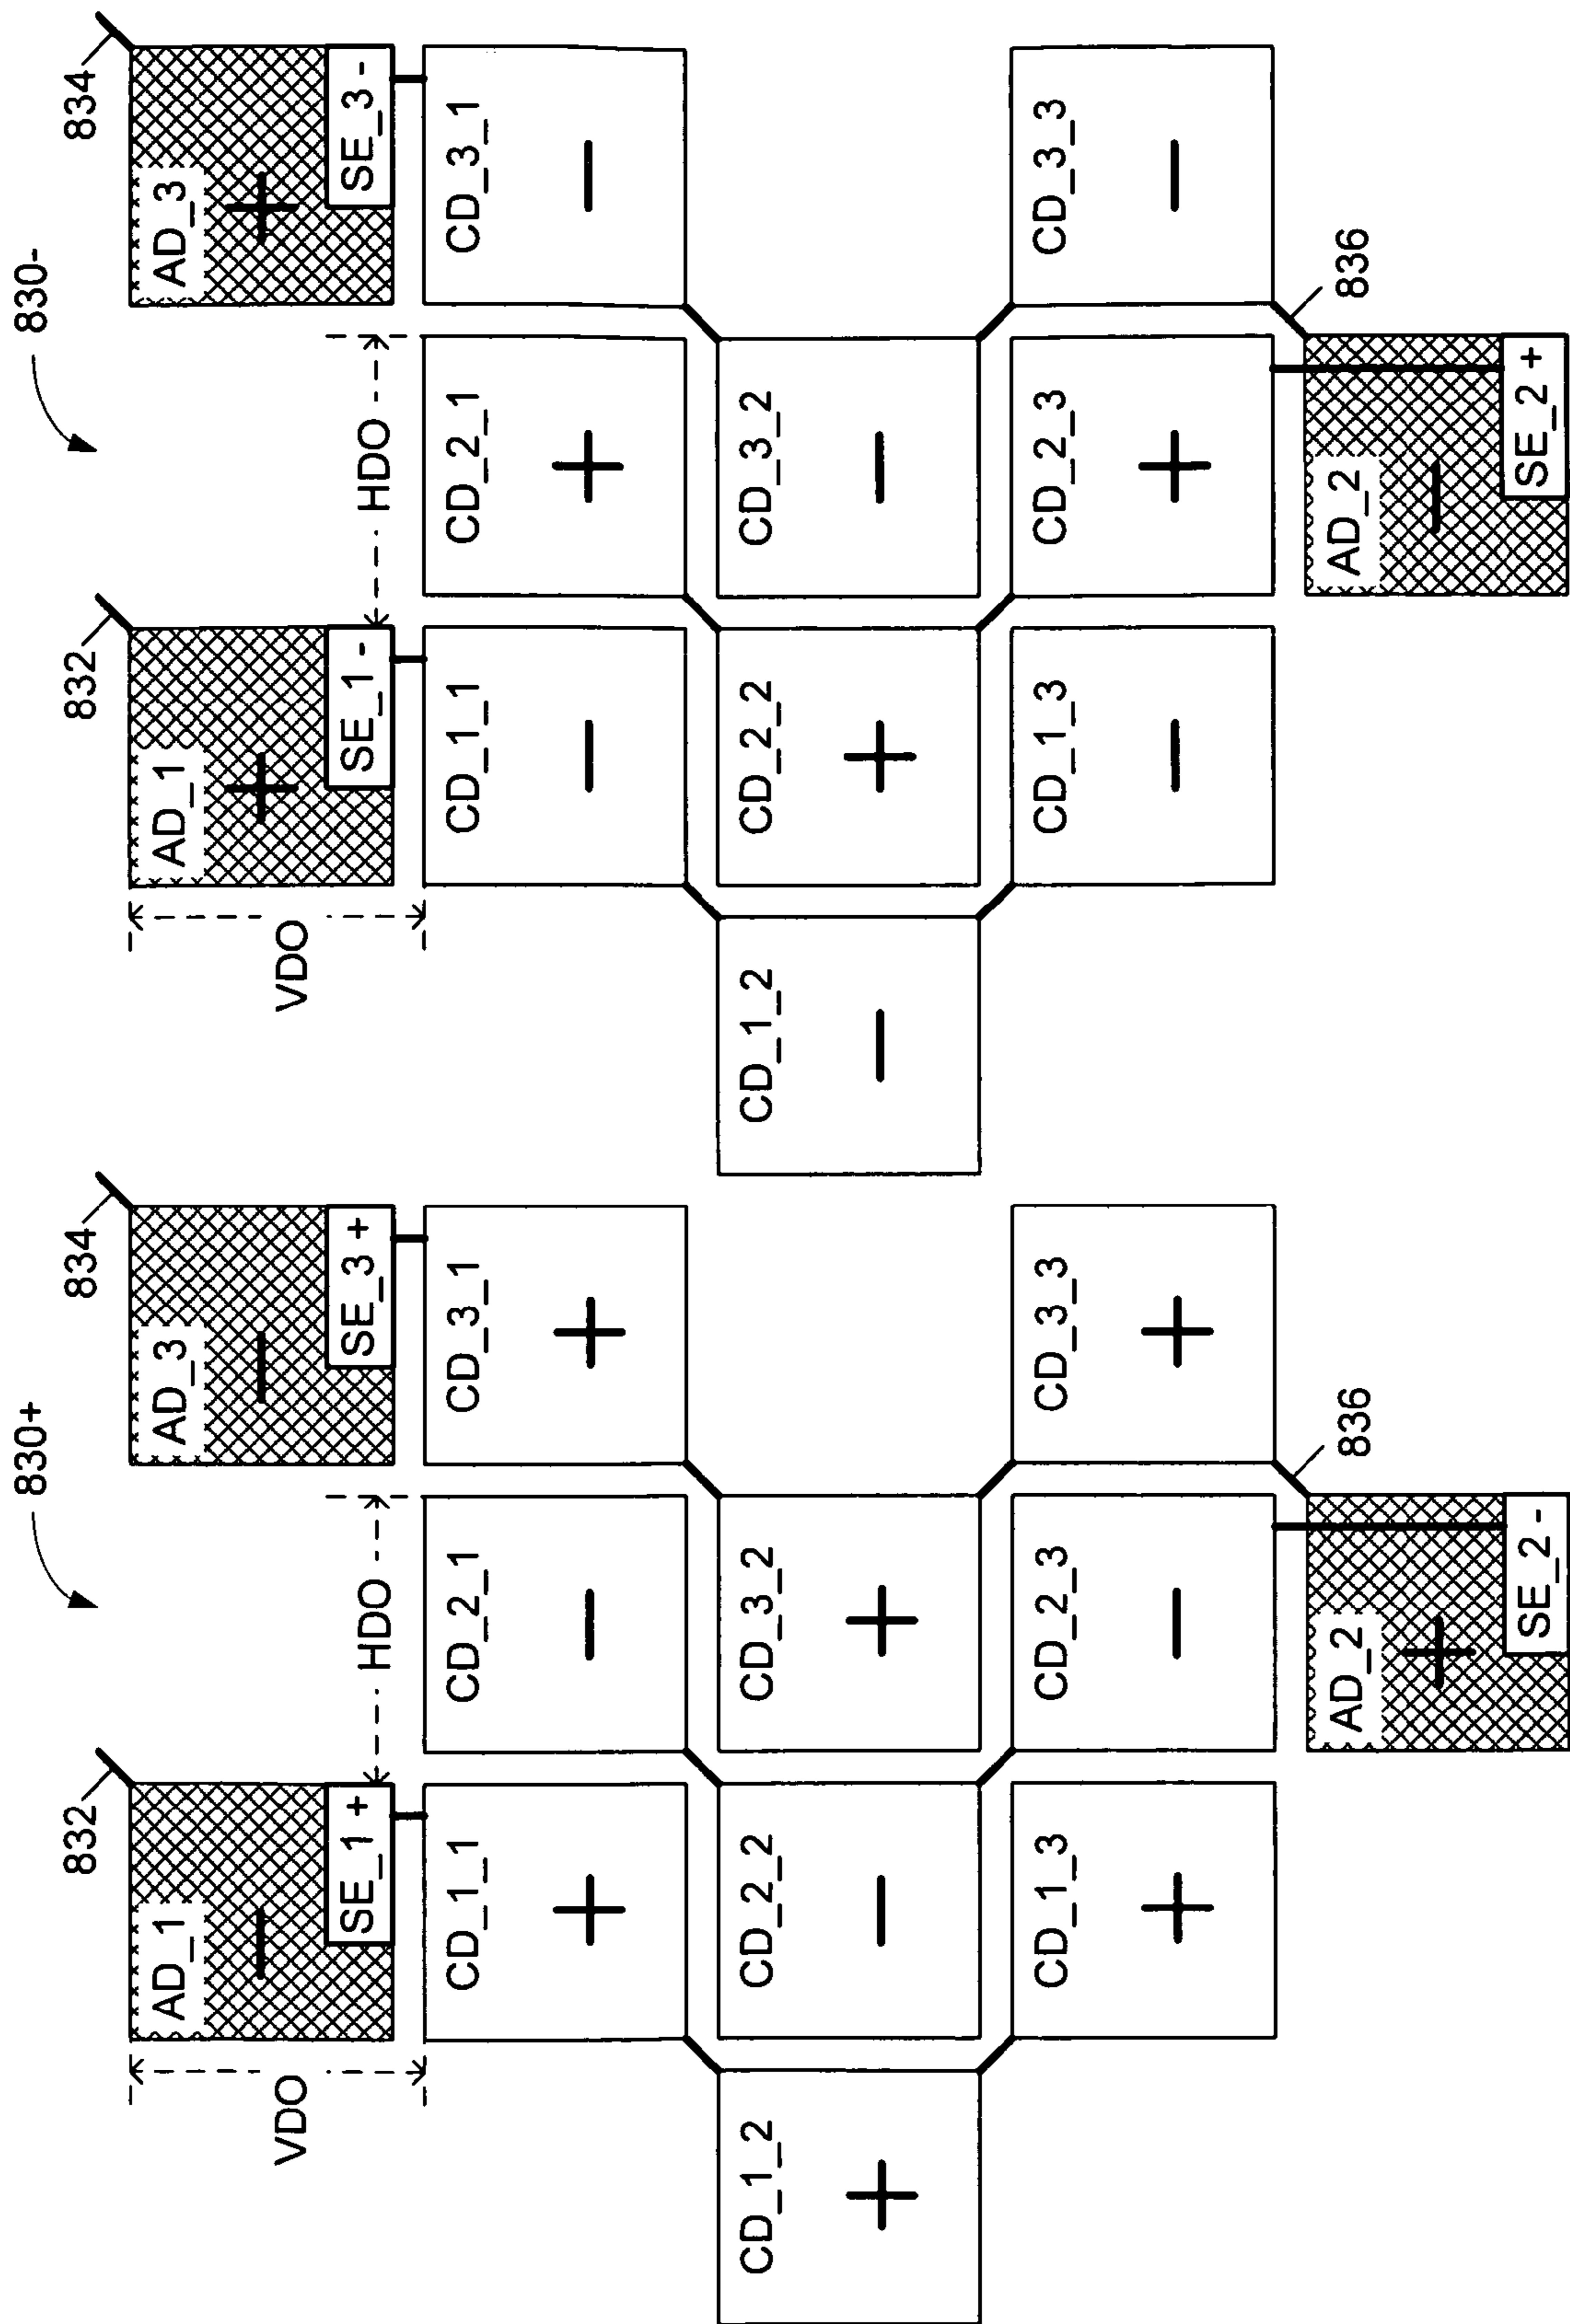 830+
832
834
AD_1
AD_3
VDO
SE_1 +
SE_3 +
HDO
CD_1_1
CD_2_1
CD_3_1
+
−
+
CD_1_2
CD_2_2
CD_3_2
+
−
+
CD_1_3
CD_2_3
CD_3_3
+
−
+
AD_2
836
+
SE_2 -
830-
832
834
AD_1
AD_3
+
+
VDO
SE_1 -
SE_3 -
HDO
CD_1_1
CD_2_1
CD_3_1
−
+
−
CD_1_2
CD_2_2
CD_3_2
−
+
−
CD_1_3
CD_2_3
CD_3_3
−
+
−
AD_2
836
−
SE_2 +